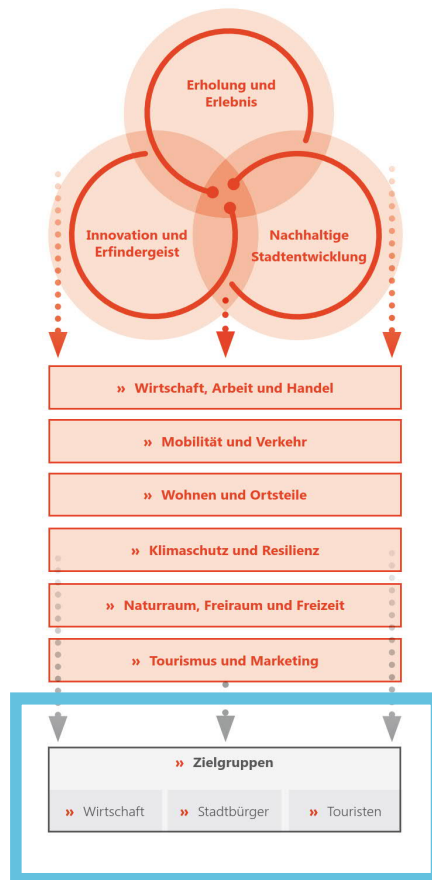 Erholung und
Erlebnis
Innovation und
Erfindergeist
Nachhaltige
Stadtentwicklung
» Wirtschaft, Arbeit und Handel
» Mobilität und Verkehr
» Wohnen und Ortsteile
» Klimaschutz und Resilienz
» Naturraum, Freiraum und Freizeit
» Tourismus und Marketing
» Zielgruppen
» Wirtschaft
» Stadtbürger
» Touristen